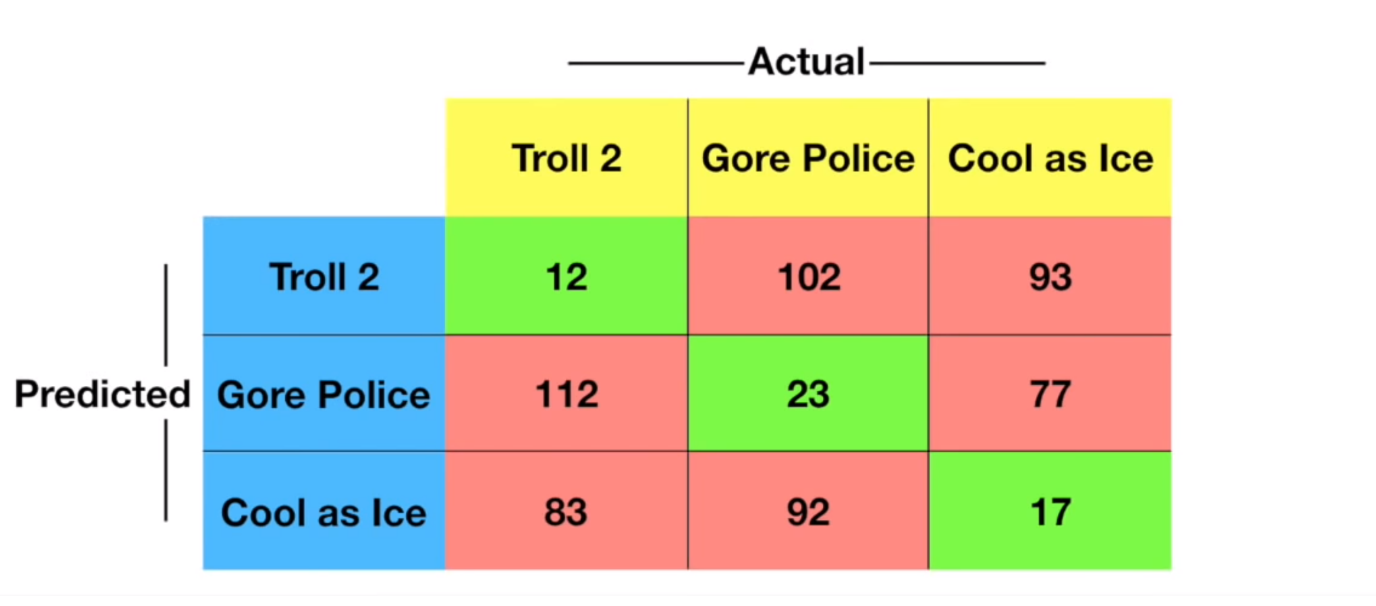 Actual
Troll 2 Gore Police Cool as Ice
Troll 2 12 102 93
Predicted Gore Police 112 23 77
Cool as Ice 83 92 17